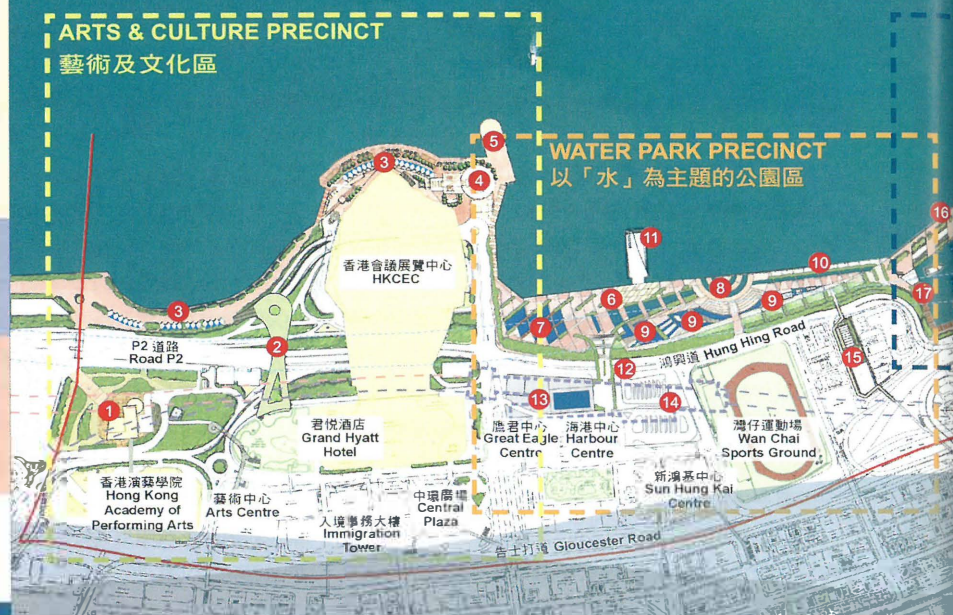 ARTS & CULTURE PRECINCT
藝術及文化區
WATER PARK PRECINCT
以「水」為主題的公園區
5
3
4
16
11
香港會議展覽中心
HKCEC
10
8
17
6
9
3
7
9
9
鴻興道 Hung Hing Road
P2 道路
Road P2
2
15
12
1
13
14
君悦酒店
Grand Hyatt
Hotel
鷹君中心
Great Eagle
Centre
海港中心
Harbour
Centre
灣仔運動場
Wan Chai
Sports Ground
香港演藝學院
Hong Kong
Academy of
Performing Arts
藝術中心
Arts Centre
中環廣場
Central
Plaza
新鴻基中心
Sun Hung Kai
Centre
入境事務大樓
Immigration
Tower
告士打道 Gloucester Road